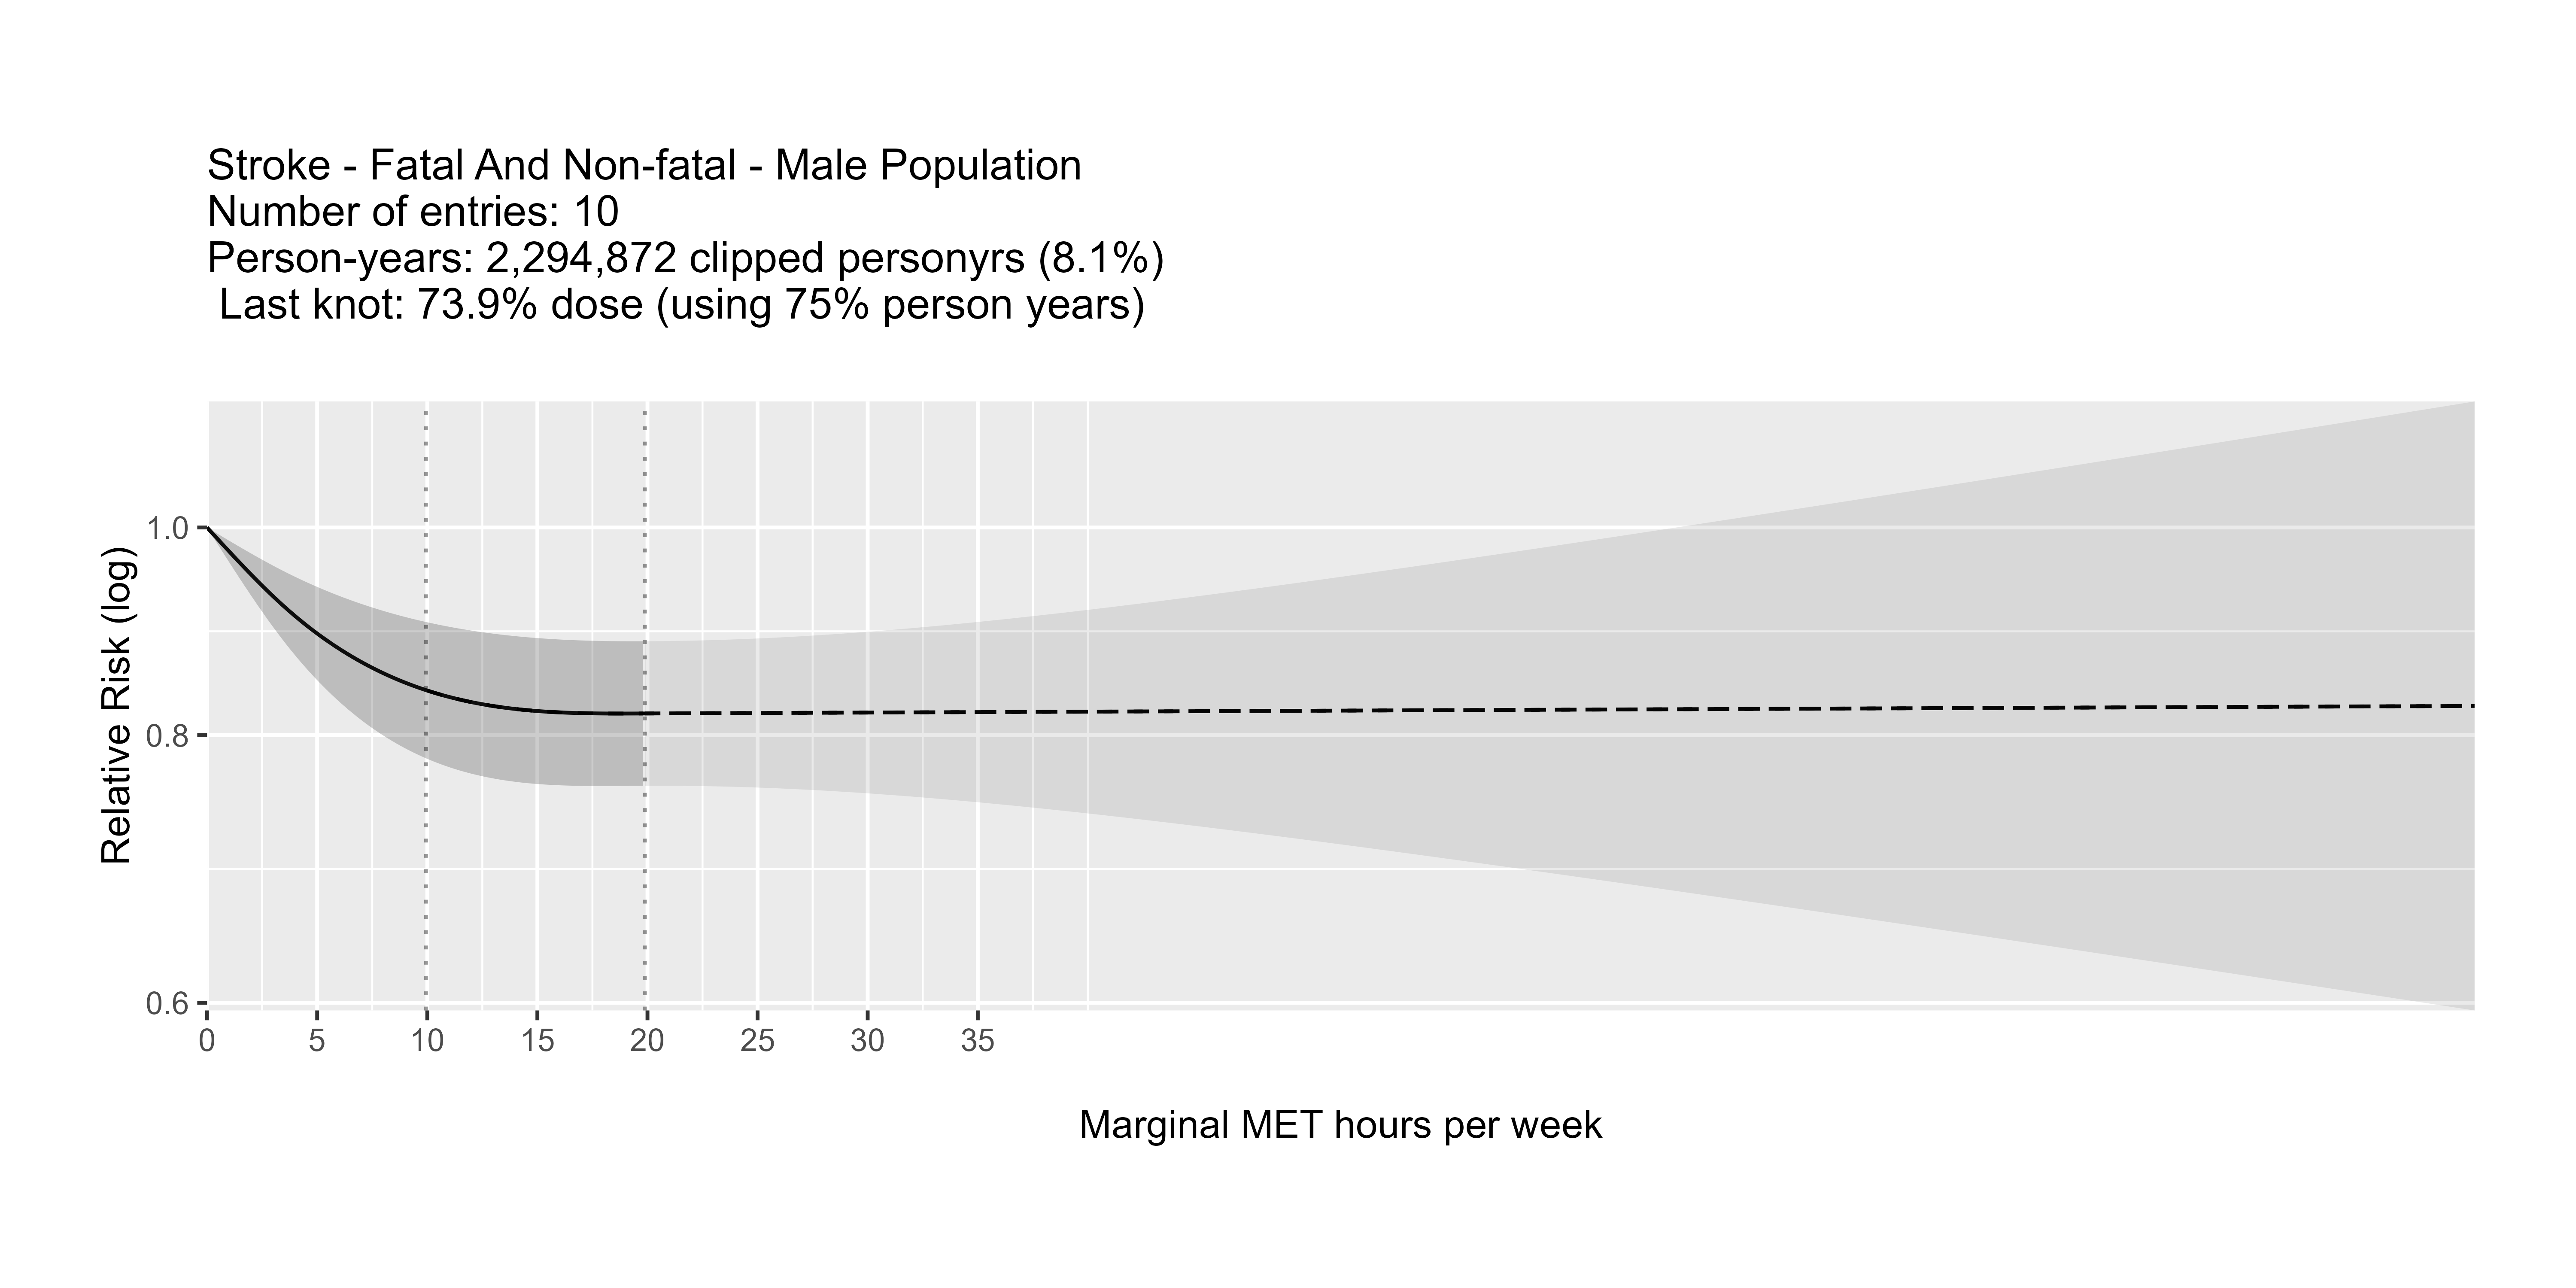 Stroke - Fatal And Non-fatal - Male Population
Number of entries: 10
Person-years: 2,294,872 clipped personyrs (8.1%)
Last knot: 73.9% dose (using 75% person years)
Relative Risk (log)
1.0
0.8
0.6
0 5 10 15 20 25 30 35
Marginal MET hours per week